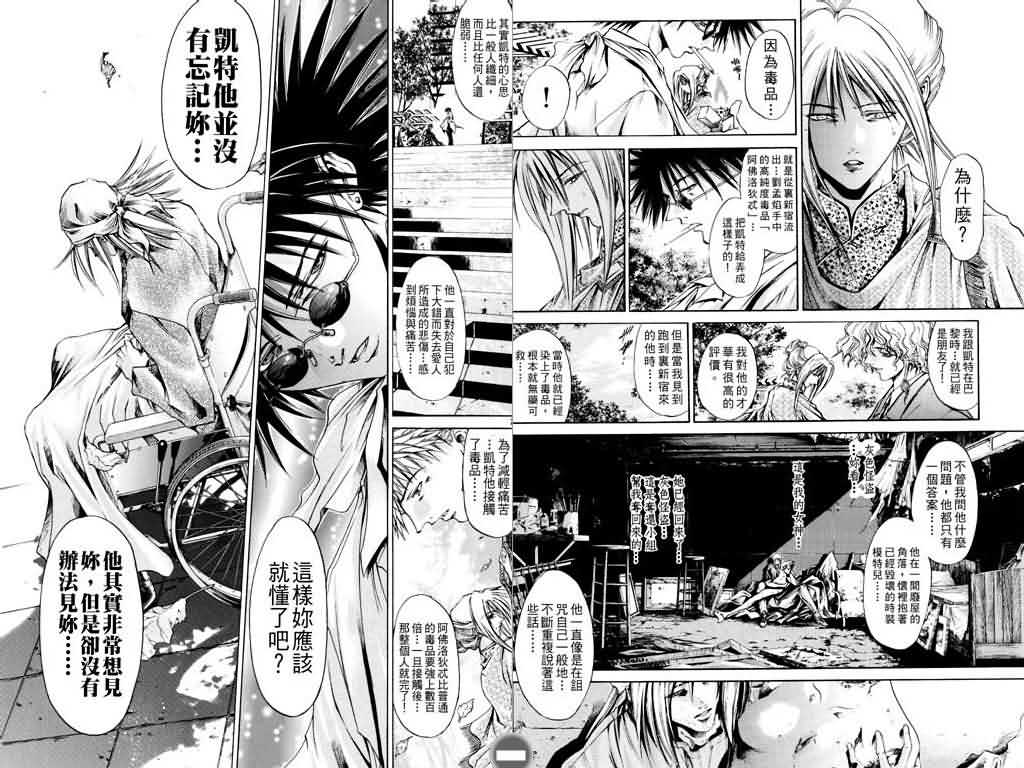 為什麼?
因為毒品…
!
就是從裏新宿流
出…劉孟焰手中
的高純度毒品「
阿佛洛狄忒」…
把凱特給弄成
這樣子的!
我跟凱特在巴
黎時…就已經
是朋友了!
我對他的才
華有很高的
評價。
但是當我見到
跑到裏新宿來
的他時…
當時他就已經
染上了毒品,
根本就無藥可
救……
不管我問他什麼
問題,他都只有
一個答案…
他在一間廢屋的
角落,懷裡抱著
已經毀壞的時裝
模特兒…
灰色怪盜
…妳看…
這是我的女神…
她已經回來了…
灰色怪盜…
這是奪還小組
幫我奪回來的…
他一直像是在詛
咒自己一般地…
不斷重複說著這
些話…
其實凱特的心思
比一般人纖細,
而且比任何人還
脆弱……
他一直對於自己犯
下大錯而失去愛人
所造成的悲傷…感
到煩惱與痛苦…
為了減輕痛苦
…凱特他接觸
了毒品…
阿佛洛狄忒比普通
的毒品要強上數百
倍…一旦接觸後…
那整個人就完了!
這樣妳應該
就懂了吧?
凱特他並沒
有忘記妳…
他其實非常想見
妳,但是卻沒有
辦法見妳……